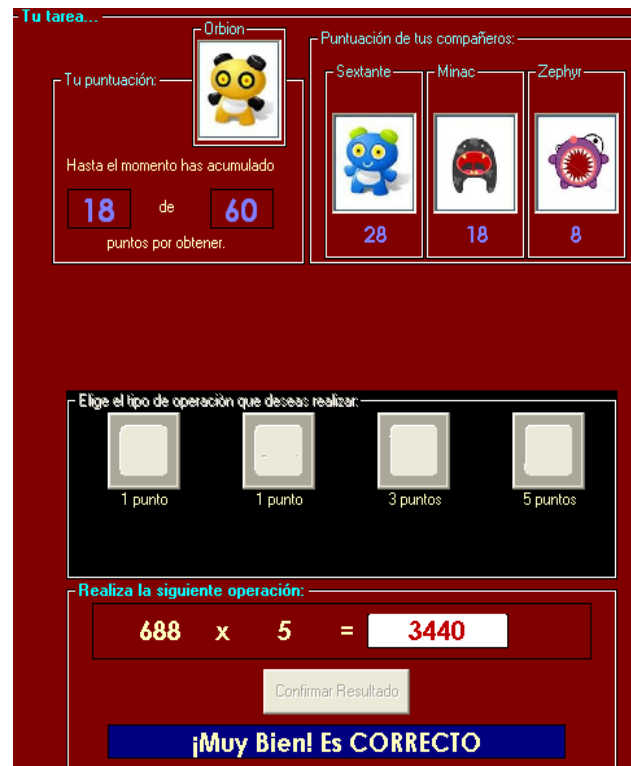 Tu tarea...
Orbion
Tu puntuación:
Hasta el momento has acumulado
18 de 60
puntos por obtener.
Puntuación de tus compañeros:
Sextante Minac Zephyr
28 18 8
Elige el tipo de operación que deseas realizar:
1 punto 1 punto 3 puntos 5 puntos
Realiza la siguiente operación:
688 x 5 = 3440
Confirmar Resultado
¡Muy Bien! Es CORRECTO